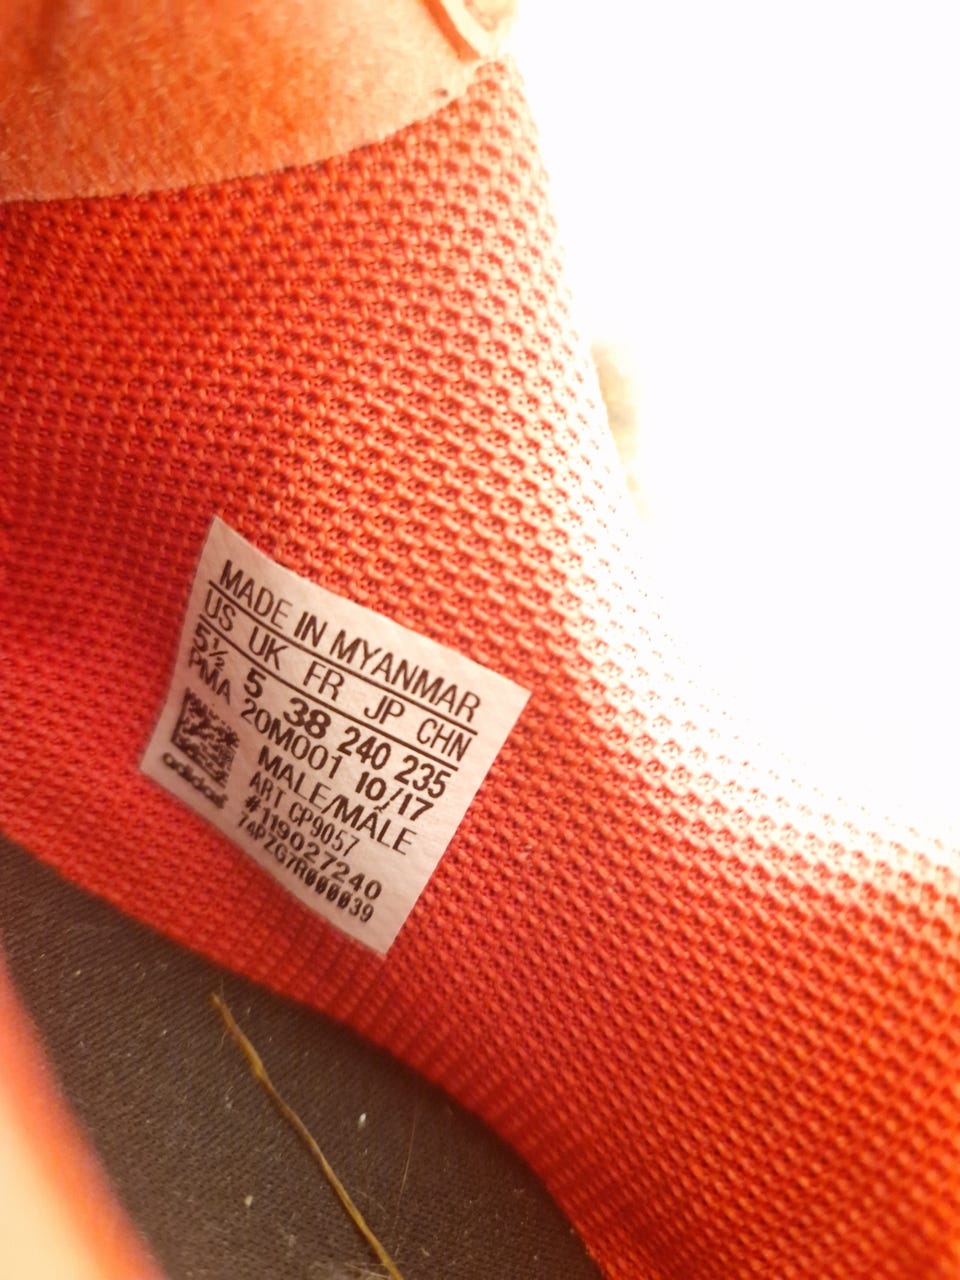 MADE IN MYANMAR
US UK FR JP CHN
5½ 5 38 240 235
PMA 20M001 10/17
MALE/MÂLE
ART CP9057
#119027240
74PZG7R000039
adidas